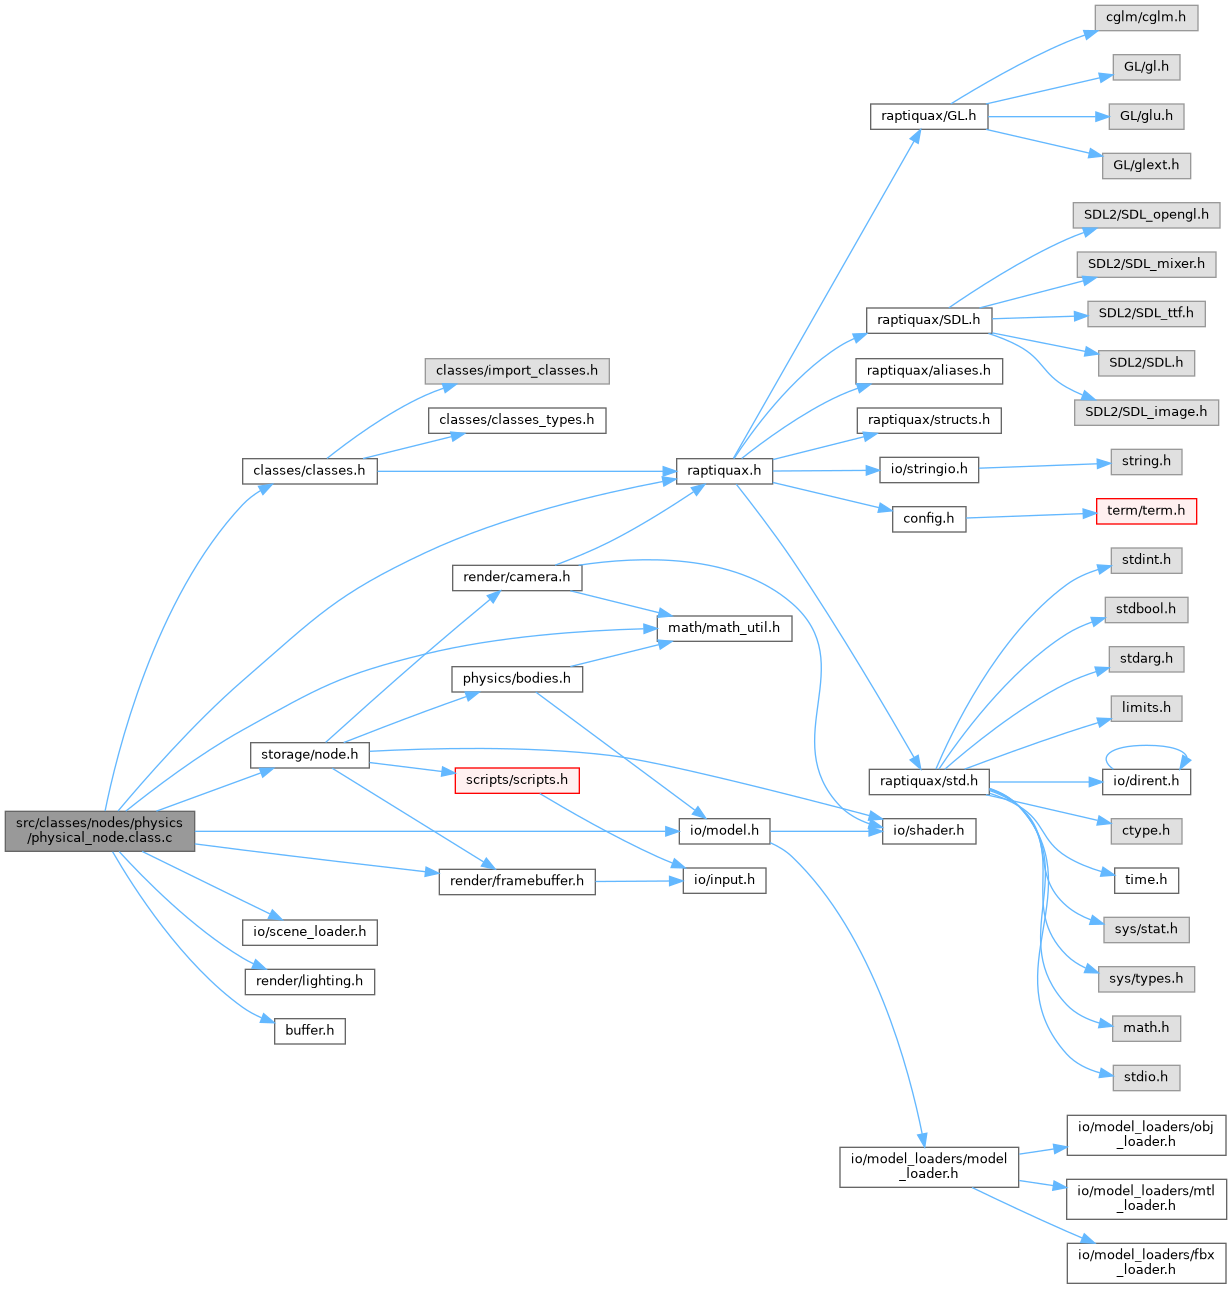 cglm/cglm.h
GL/gl.h
raptiquax/GL.h
GL/glu.h
GL/glext.h
SDL2/SDL_opengl.h
SDL2/SDL_mixer.h
raptiquax/SDL.h
SDL2/SDL_ttf.h
SDL2/SDL.h
classes/import_classes.h
raptiquax/aliases.h
SDL2/SDL_image.h
classes/classes_types.h
raptiquax/structs.h
classes/classes.h
raptiquax.h
io/stringio.h
string.h
config.h
term/term.h
stdint.h
render/camera.h
stdbool.h
math/math_util.h
stdarg.h
physics/bodies.h
limits.h
storage/node.h
scripts/scripts.h
raptiquax/std.h
io/dirent.h
src/classes/nodes/physics
/physical_node.class.c
io/model.h
io/shader.h
ctype.h
render/framebuffer.h
io/input.h
time.h
io/scene_loader.h
sys/stat.h
render/lighting.h
sys/types.h
buffer.h
math.h
stdio.h
io/model_loaders/obj
_loader.h
io/model_loaders/model
_loader.h
io/model_loaders/mtl
_loader.h
io/model_loaders/fbx
_loader.h